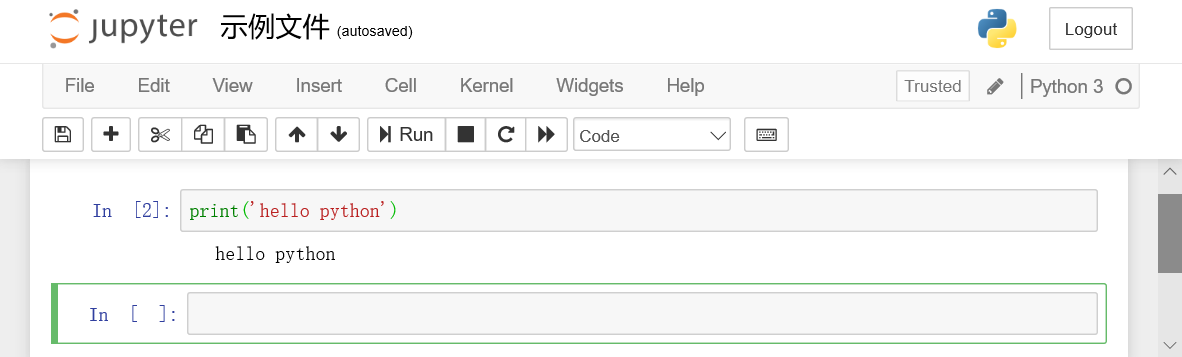 jupyter 示例文件 (autosaved) Logout
File Edit View Insert Cell Kernel Widgets Help Trusted Python 3
Run Code
In [2]: print('hello python')
hello python
In [ ]: